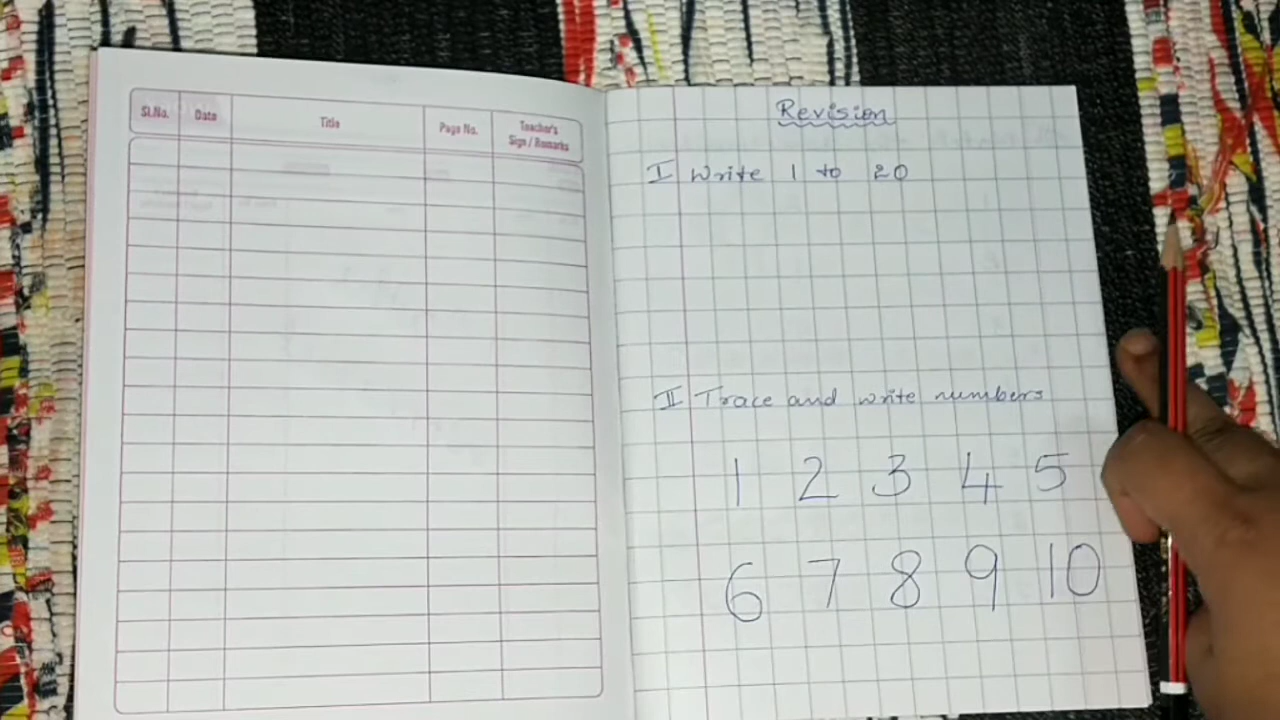 Sl.No. Date Title Page No. Teacher's Sign / Remarks
Revision
I Write 1 to 20
II Trace and write numbers
1 2 3 4 5
6 7 8 9 10